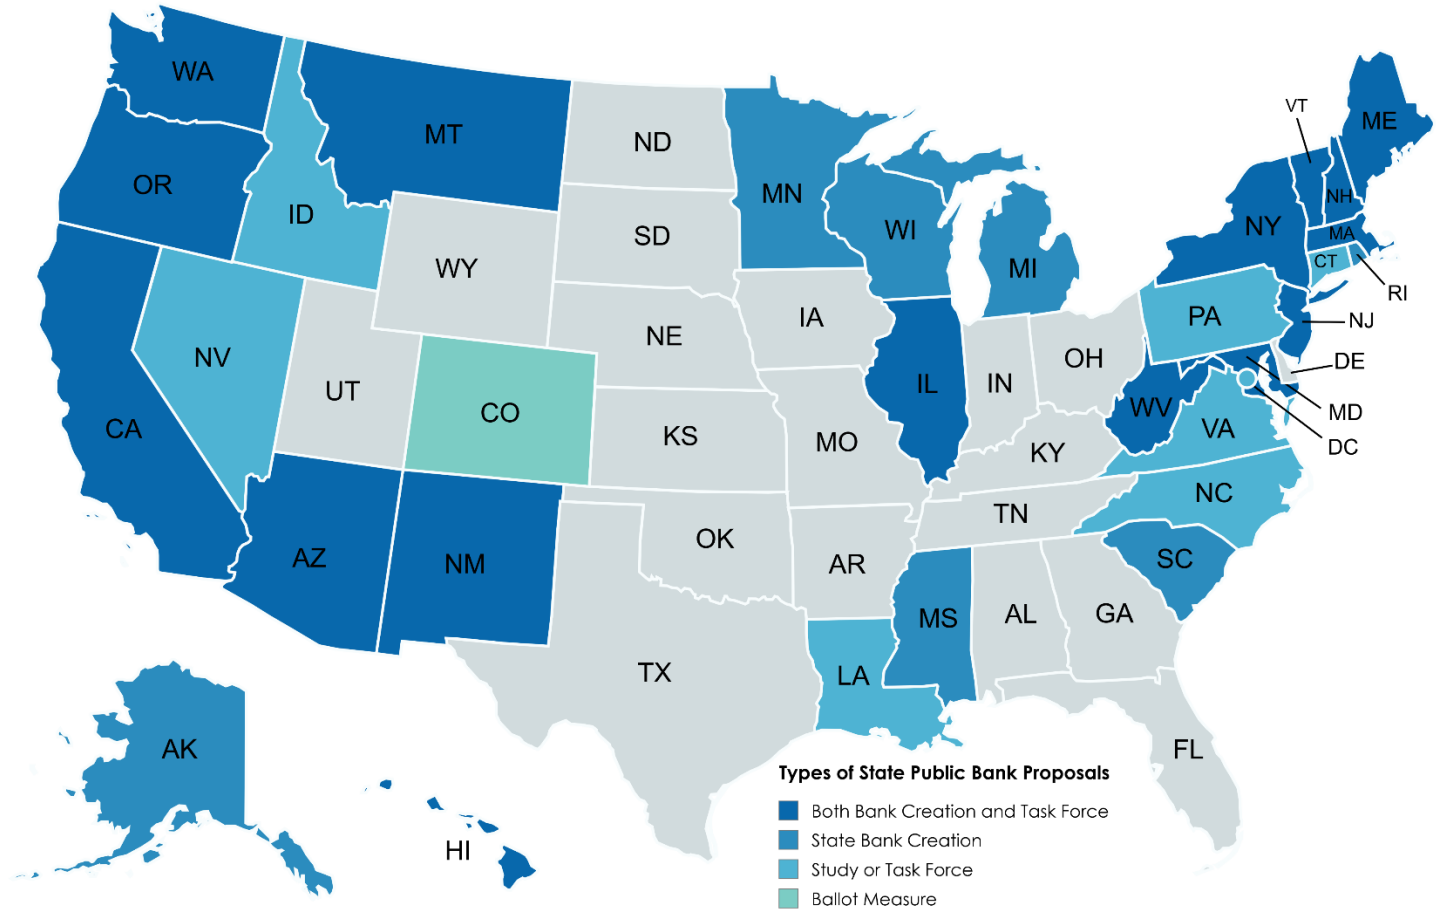 WA
MT
ND
MN
VT
ME
OR
ID
SD
WI
NH
NY
MA
WY
MI
CT
RI
IA
PA
NJ
NE
NV
OH
DE
UT
CO
IL
IN
WV
MD
CA
KS
MO
VA
DC
KY
NC
TN
OK
AZ
NM
AR
SC
MS
AL
GA
TX
LA
AK
FL
HI
Types of State Public Bank Proposals
Both Bank Creation and Task Force
State Bank Creation
Study or Task Force
Ballot Measure